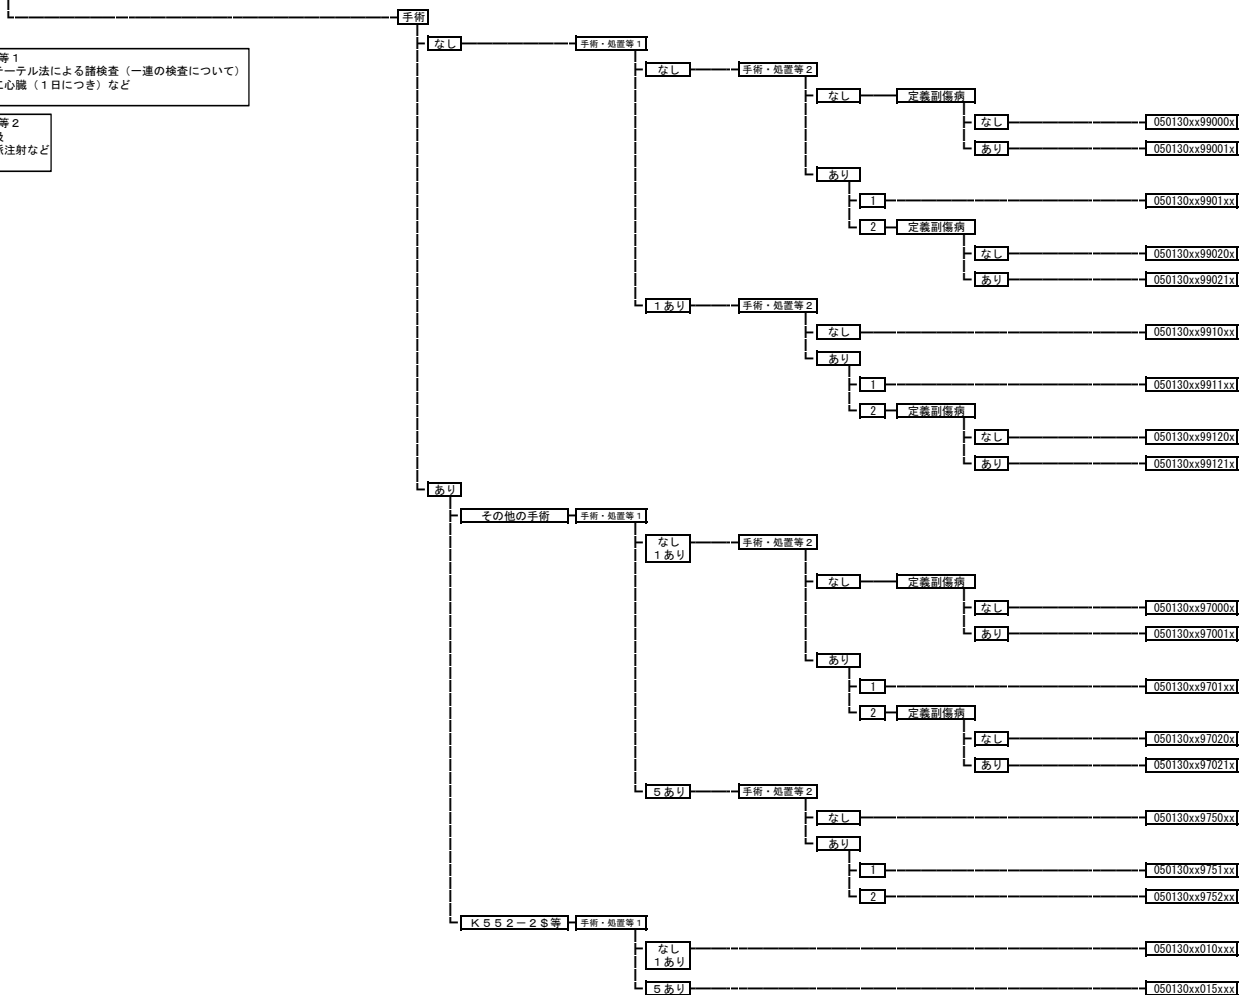 手術
なし 手術・処置等1
等1
テーテル法による諸検査（一連の検査について）
心臓（1日につき）など
なし 手術・処置等2
なし 定義副傷病
等2
注射など
なし 050130xx99000x
あり 050130xx99001x
あり
1 050130xx9901xx
2 定義副傷病
なし 050130xx99020x
あり 050130xx99021x
1あり 手術・処置等2
なし 050130xx9910xx
あり
1 050130xx9911xx
2 定義副傷病
なし 050130xx99120x
あり 050130xx99121x
あり
その他の手術 手術・処置等1
なし 手術・処置等2
1あり
なし 定義副傷病
なし 050130xx97000x
あり 050130xx97001x
あり
1 050130xx9701xx
2 定義副傷病
なし 050130xx97020x
あり 050130xx97021x
5あり 手術・処置等2
なし 050130xx9750xx
あり
1 050130xx9751xx
2 050130xx9752xx
K552-2$等 手術・処置等1
なし 050130xx010xxx
1あり
5あり 050130xx015xxx